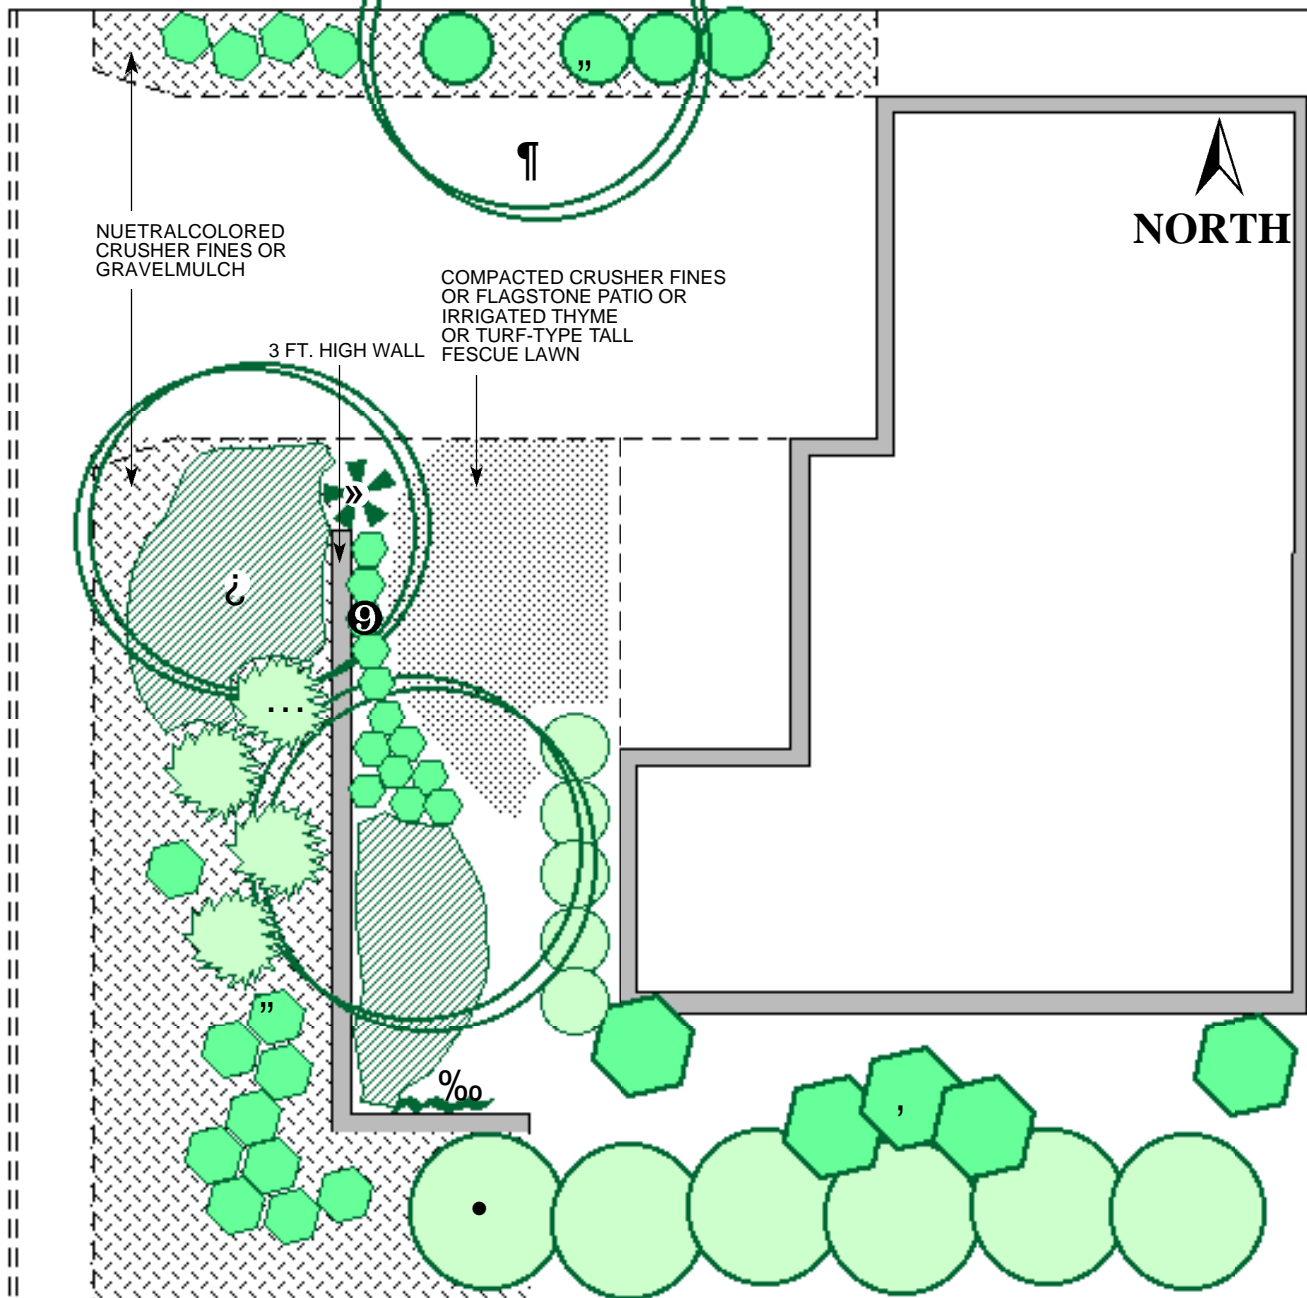 „
¶
NORTH
NUETRALCOLORED
CRUSHER FINES OR
GRAVELMULCH
COMPACTED CRUSHER FINES
OR FLAGSTONE PATIO OR
IRRIGATED THYME
OR TURF-TYPE TALL
FESCUE LAWN
3 FT. HIGH WALL
»
¿
9
…
„
‰
‚
•